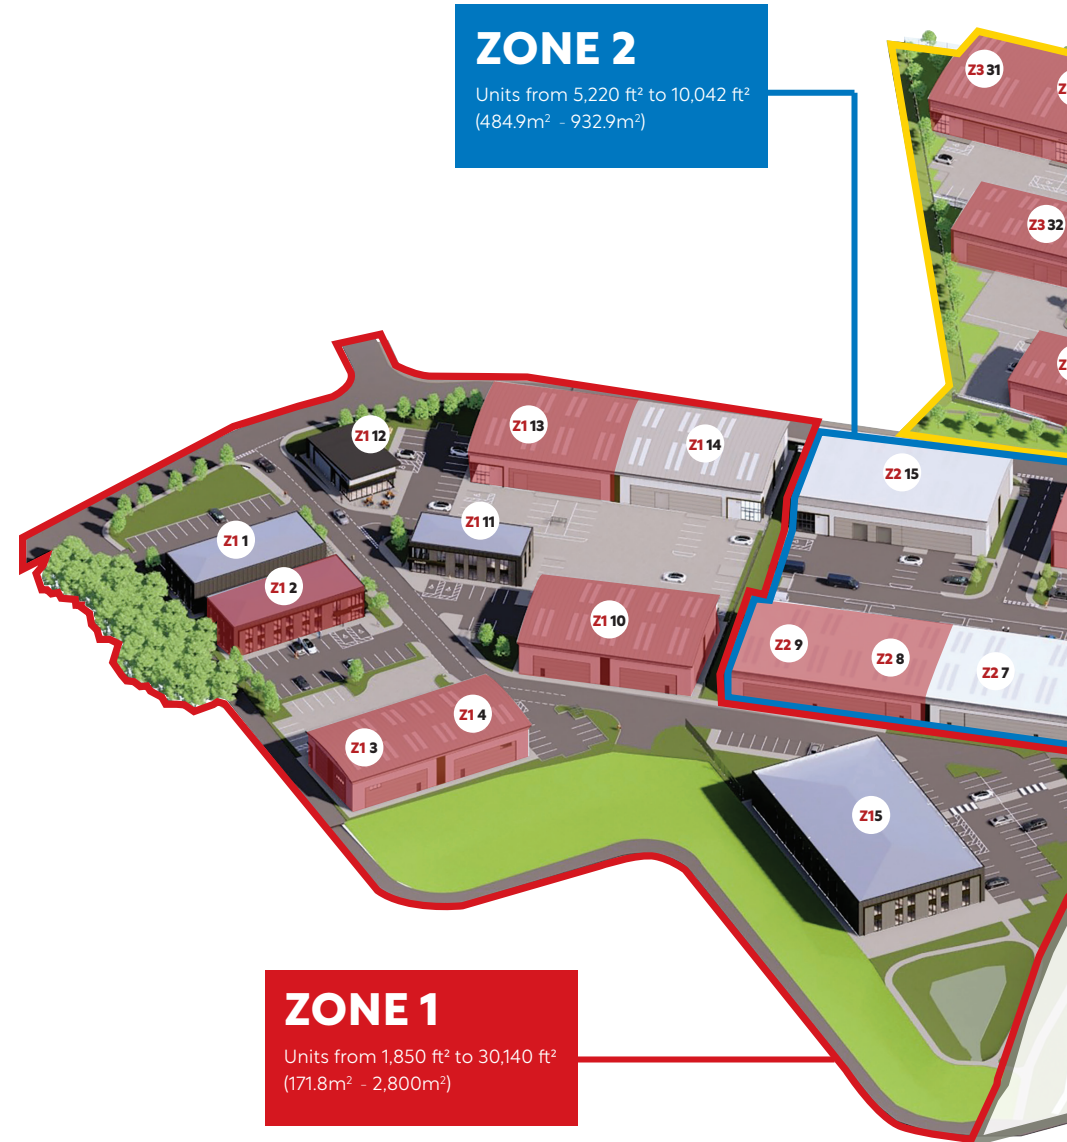 ZONE 2
Units from 5,220 ft² to 10,042 ft²
(484.9m² - 932.9m²)
Z3 31
Z
Z3 32
Z
Z1 12
Z1 13
Z1 14
Z2 15
Z1 11
Z1 1
Z1 2
Z1 10
Z2 9
Z2 8
Z2 7
Z1 4
Z1 3
Z15
ZONE 1
Units from 1,850 ft² to 30,140 ft²
(171.8m² - 2,800m²)